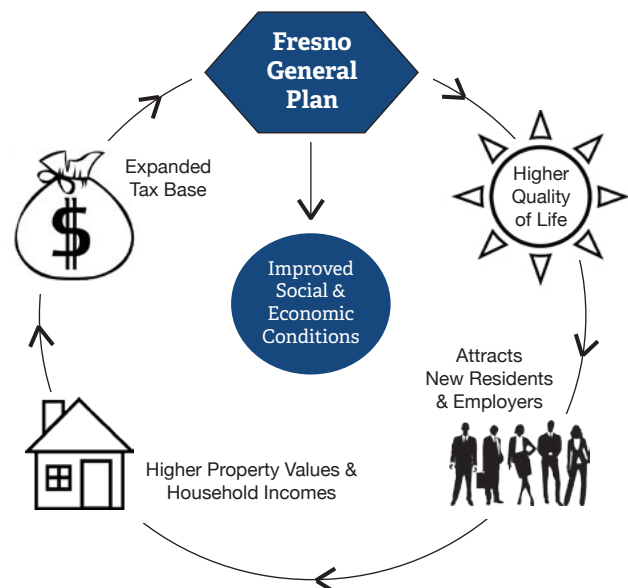 Fresno
General
Plan
Higher
Quality
of Life
Attracts
New Residents
& Employers
Higher Property Values &
Household Incomes
Expanded
Tax Base
$
Improved
Social &
Economic
Conditions